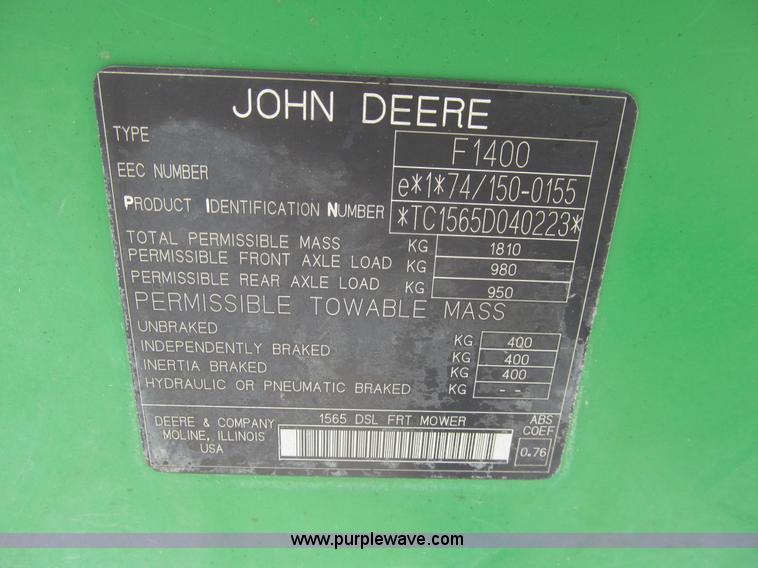 JOHN DEERE
TYPE F1400
EEC NUMBER e*1*74/150-0155
PRODUCT IDENTIFICATION NUMBER *TC1565D040223*
TOTAL PERMISSIBLE MASS KG 1810
PERMISSIBLE FRONT AXLE LOAD KG 980
PERMISSIBLE REAR AXLE LOAD KG 950
PERMISSIBLE TOWABLE MASS
UNBRAKED KG 400
INDEPENDENTLY BRAKED KG 400
INERTIA BRAKED KG 400
HYDRAULIC OR PNEUMATIC BRAKED KG - -
DEERE & COMPANY 1565 DSL FRT MOWER ABS
MOLINE, ILLINOIS COEF
USA 0.76
www.purplewave.com